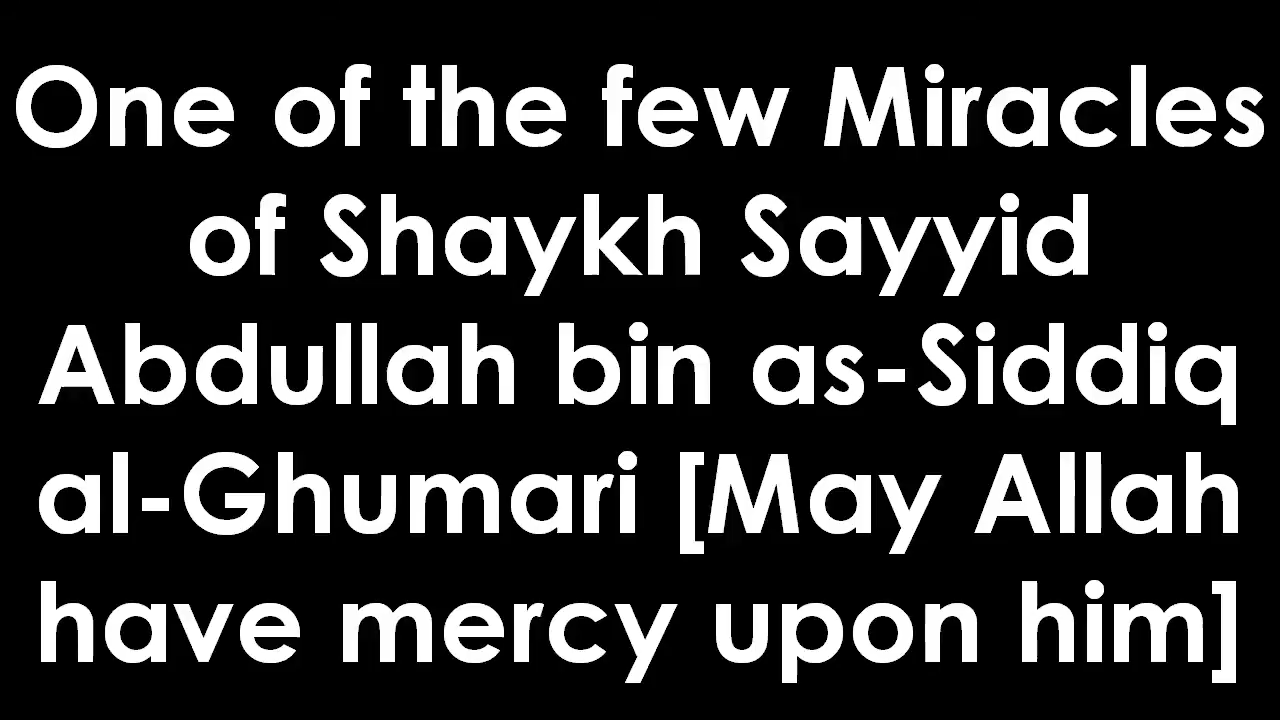 One of the few Miracles
of Shaykh Sayyid
Abdullah bin as-Siddiq
al-Ghumari [May Allah
have mercy upon him]